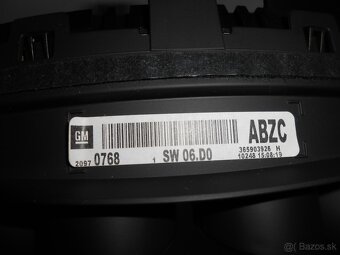 GM
ABZC
365903926 H
2097 0768 1 SW 06.D0
10248 15:08:19
Bazos.sk